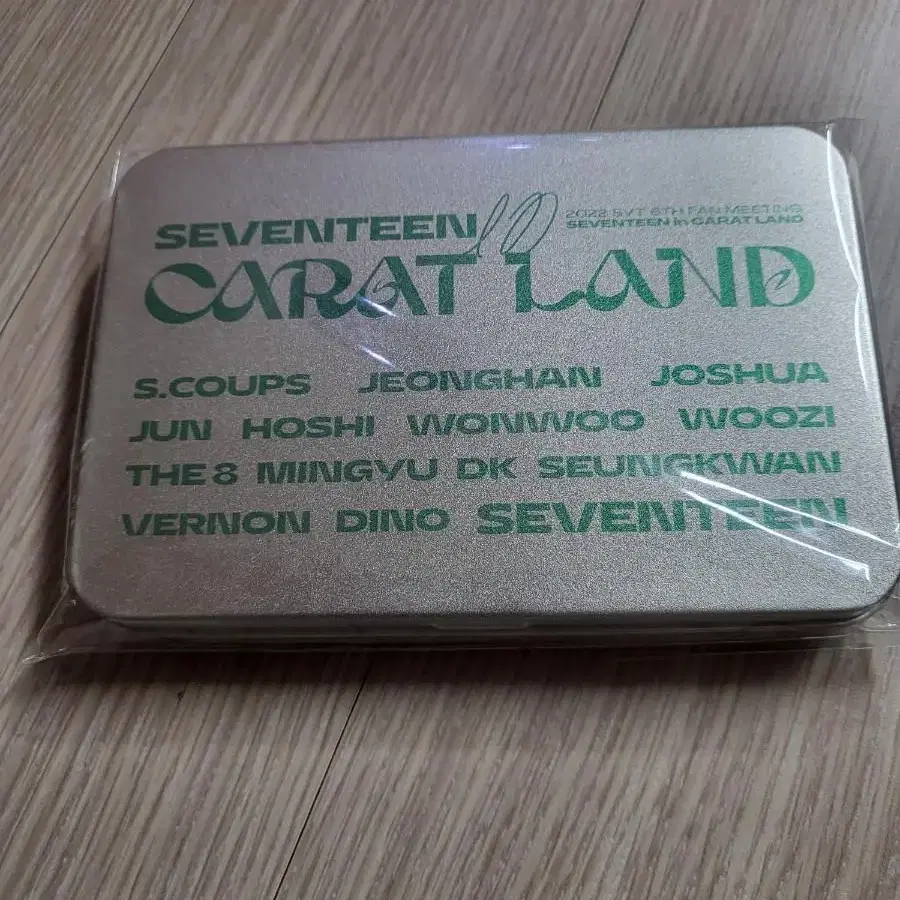 SEVENTEEN in
2022 SVT 6TH FAN MEETING
SEVENTEEN in CARAT LAND
CARAT LAND
S.COUPS JEONGHAN JOSHUA
JUN HOSHI WONWOO WOOZI
THE 8 MINGYU DK SEUNGKWAN
VERNON DINO SEVENTEEN